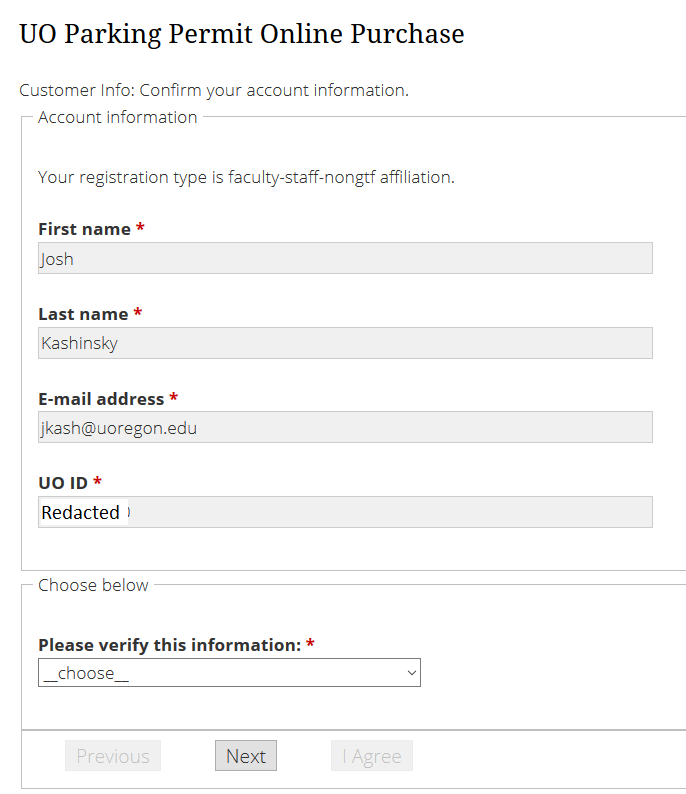 UO Parking Permit Online Purchase
Customer Info: Confirm your account information.
Account information
Your registration type is faculty-staff-nongtf affiliation.
First name *
Josh
Last name *
Kashinsky
E-mail address *
jkash@uoregon.edu
UO ID *
Redacted
Choose below
Please verify this information: *
__choose__
Previous Next I Agree